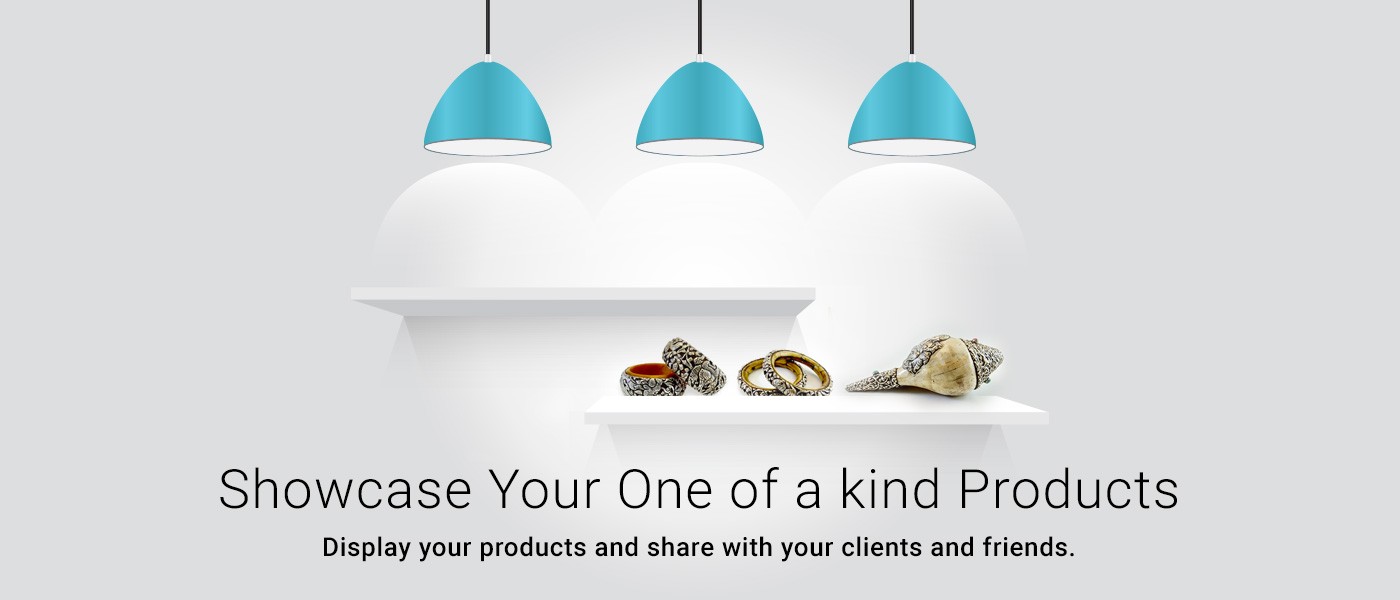 Showcase Your One of a kind Products
Display your products and share with your clients and friends.